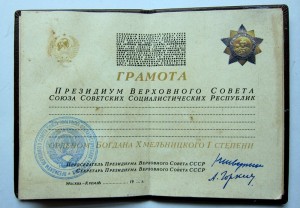 ГРАМОТА
ПРЕЗИДИУМ ВЕРХОВНОГО СОВЕТА
СОЮЗА СОВЕТСКИХ СОЦИАЛИСТИЧЕСКИХ РЕСПУБЛИК
ОРДЕНОМ БОГДАНА ХМЕЛЬНИЦКОГО I СТЕПЕНИ
ПРЕДСЕДАТЕЛЬ ПРЕЗИДИУМА ВЕРХОВНОГО СОВЕТА СССР
СЕКРЕТАРЬ ПРЕЗИДИУМА ВЕРХОВНОГО СОВЕТА СССР
МОСКВА—КРЕМЛЬ
19